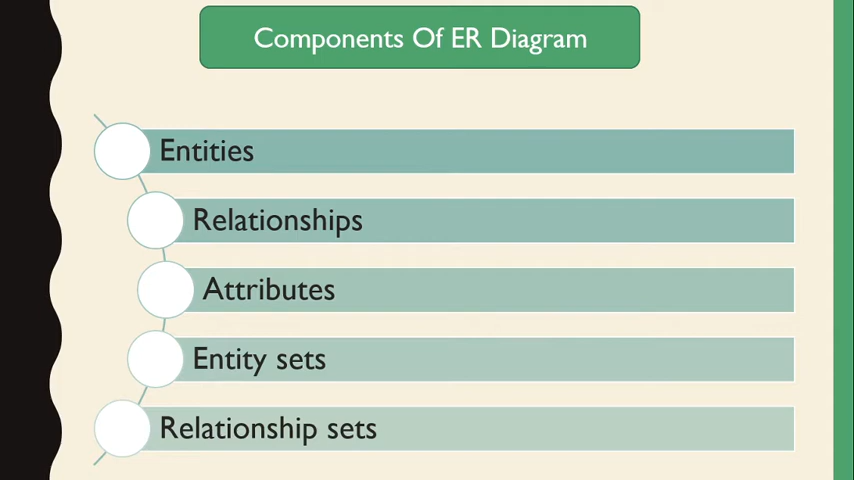 Components Of ER Diagram
Entities
Relationships
Attributes
Entity sets
Relationship sets